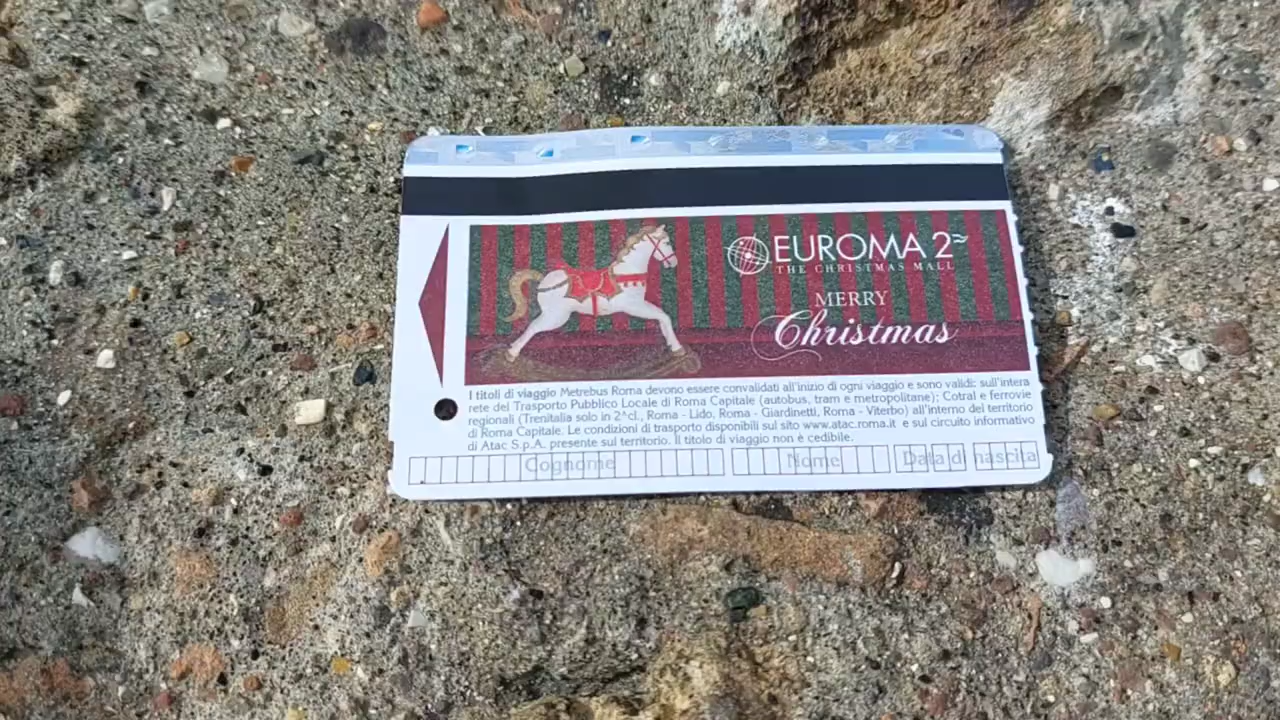 EUROMA 2
THE CHRISTMAS MALL
MERRY
Christmas
I titoli di viaggio Metrebus Roma devono essere convalidati all'inizio di ogni viaggio e sono validi: sull'intera
rete del Trasporto Pubblico Locale di Roma Capitale (autobus, tram e metropolitane); Cotral e ferrovie
regionali (Trenitalia solo in 2^cl., Roma - Lido, Roma - Giardinetti, Roma - Viterbo) all'interno del territorio
di Roma Capitale. Le condizioni di trasporto disponibili sul sito www.atac.roma.it e sul circuito informativo
di Atac S.p.A. presente sul territorio. Il titolo di viaggio non è cedibile.
Cognome Nome Data di nascita